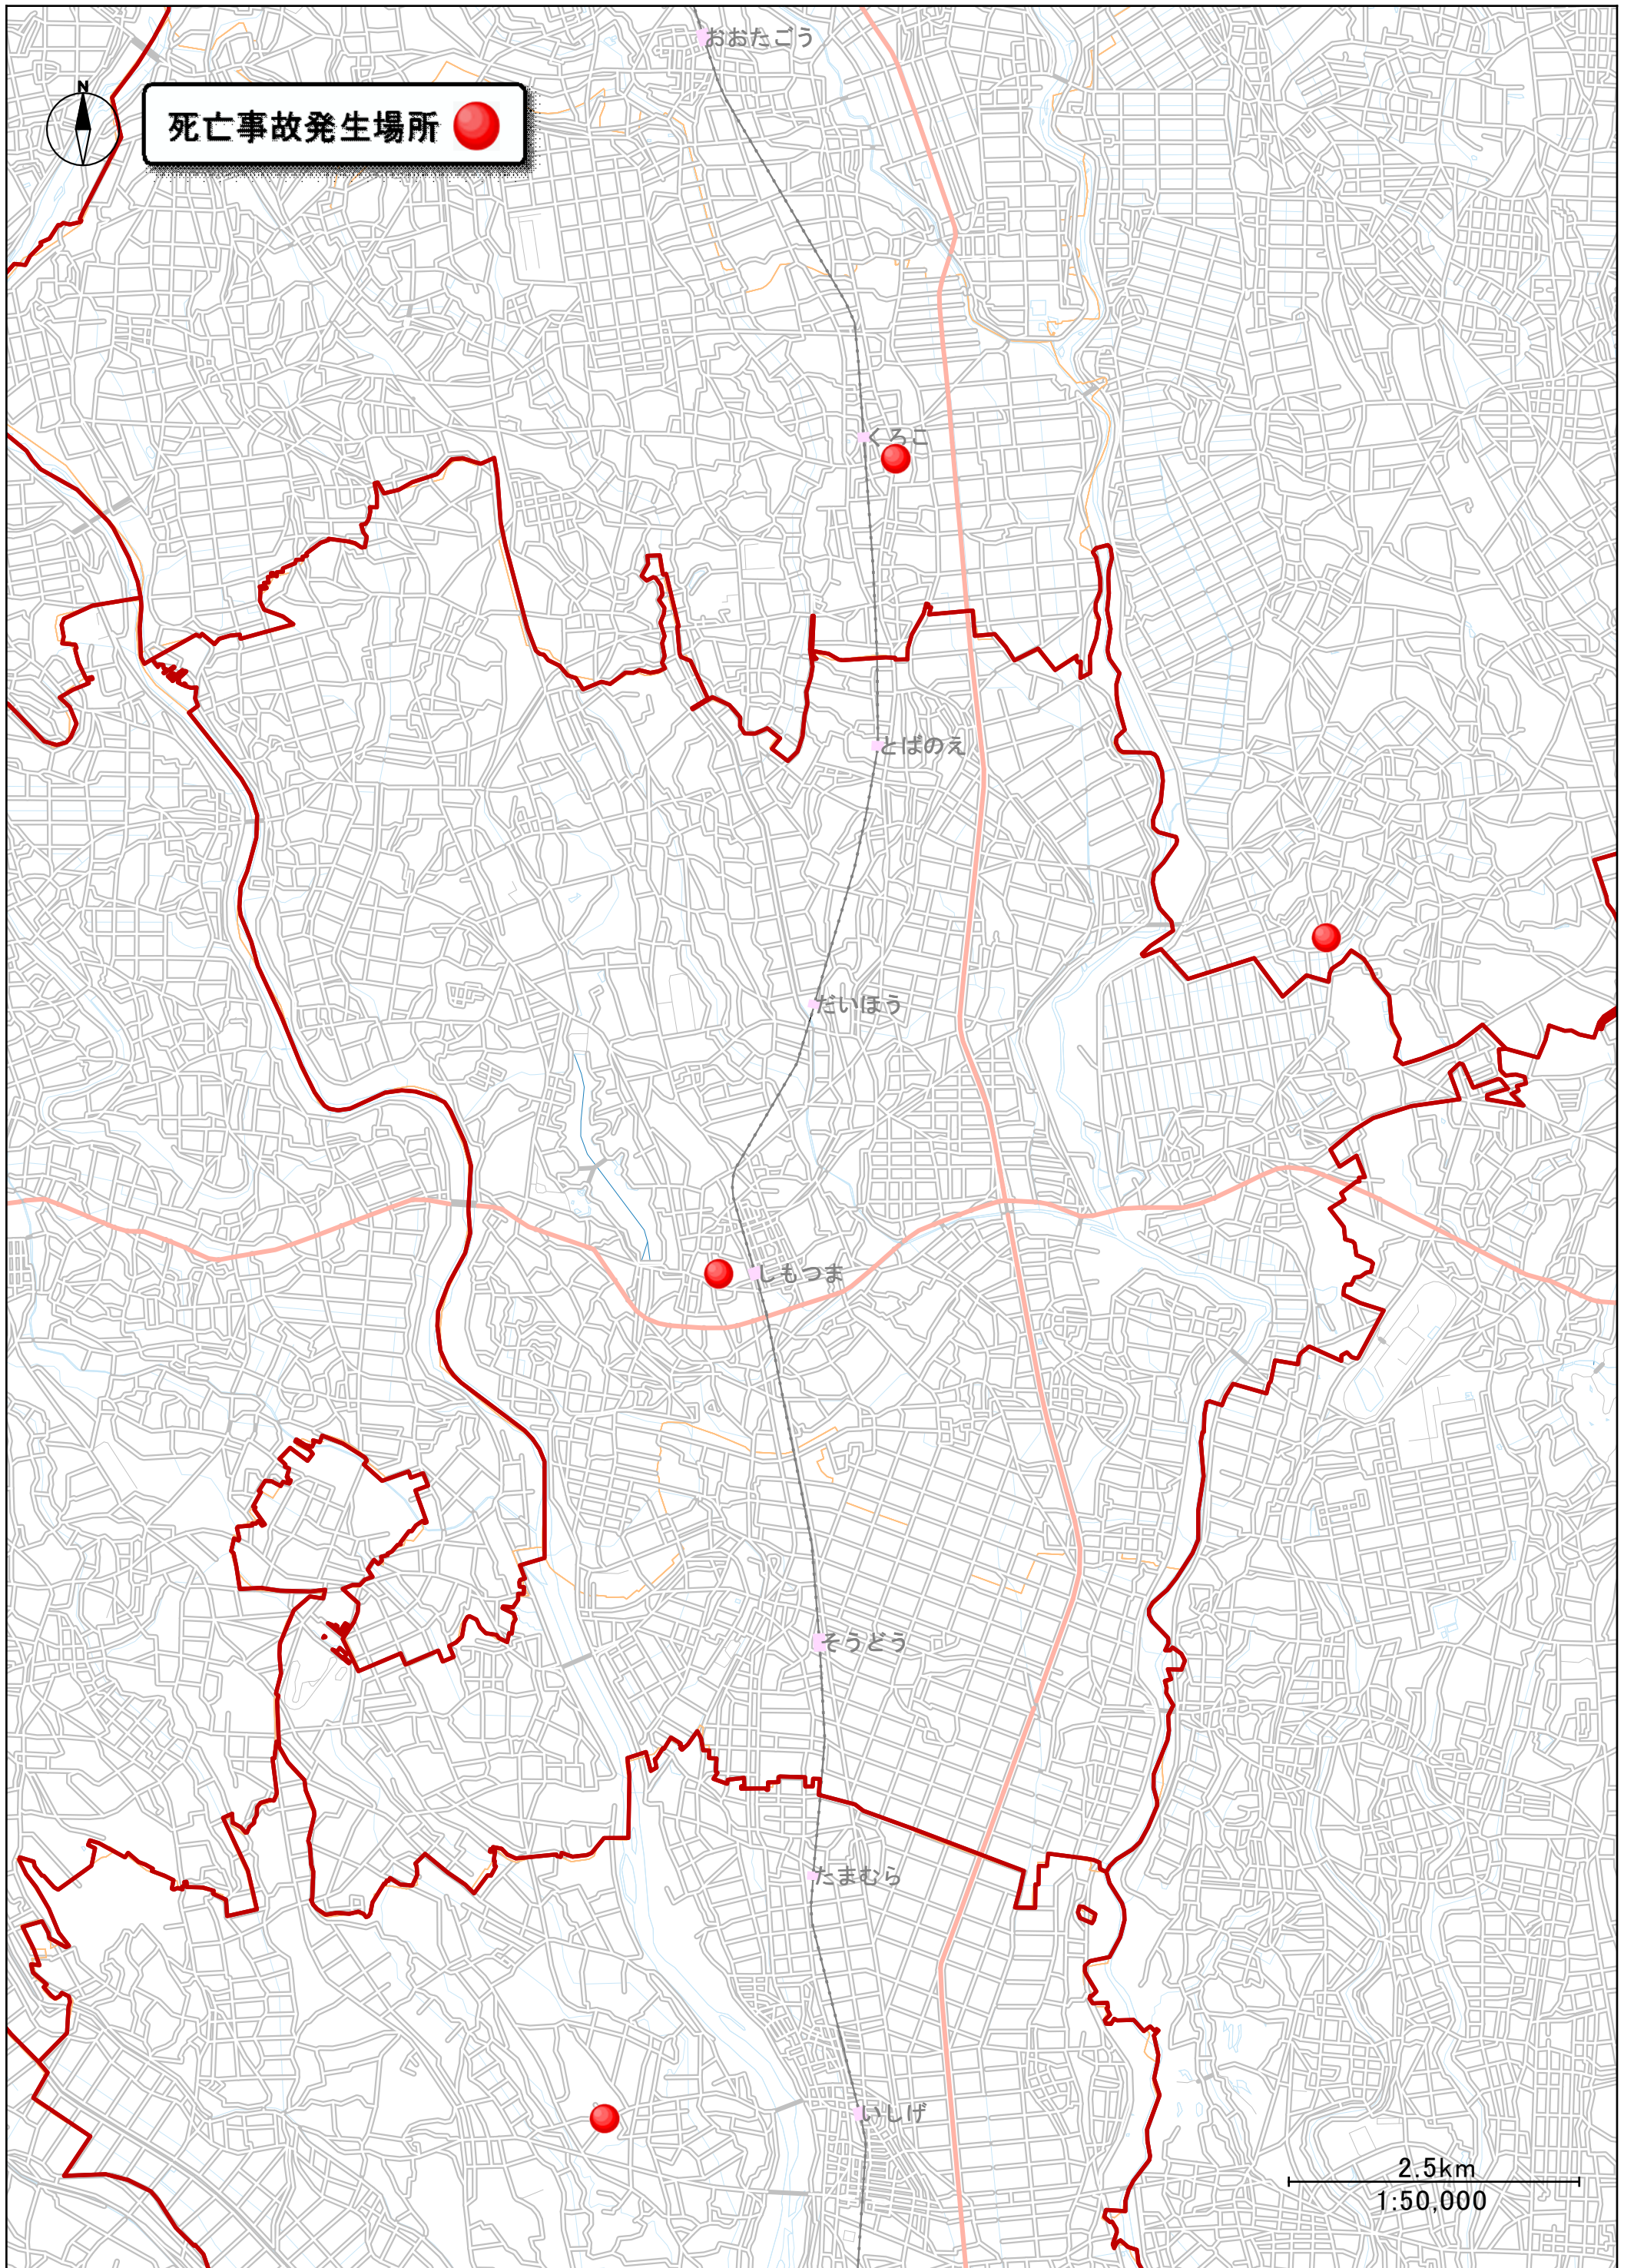 おおたごう
N
死亡事故発生場所
くろこ
とばのえ
だいほう
しもつま
そうどう
たまむら
いしげ
2.5km
1:50,000